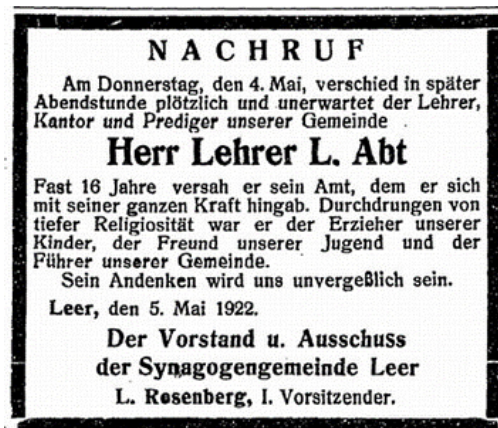 NACHRUF
Am Donnerstag, den 4. Mai, verschied in später
Abendstunde plötzlich und unerwartet der Lehrer,
Kantor und Prediger unserer Gemeinde
Herr Lehrer L. Abt
Fast 16 Jahre versah er sein Amt, dem er sich
mit seiner ganzen Kraft hingab. Durchdrungen von
tiefer Religiosität war er der Erzieher unserer
Kinder, der Freund unserer Jugend und der
Führer unserer Gemeinde.
Sein Andenken wird uns unvergeßlich sein.
Leer, den 5. Mai 1922.
Der Vorstand u. Ausschuss
der Synagogengemeinde Leer
L. Rosenberg, I. Vorsitzender.